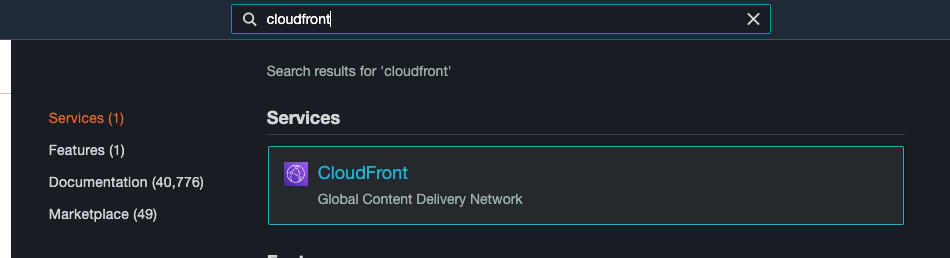 cloudfront
Search results for 'cloudfront'
Services (1)
Features (1)
Documentation (40,776)
Marketplace (49)
Services
CloudFront
Global Content Delivery Network